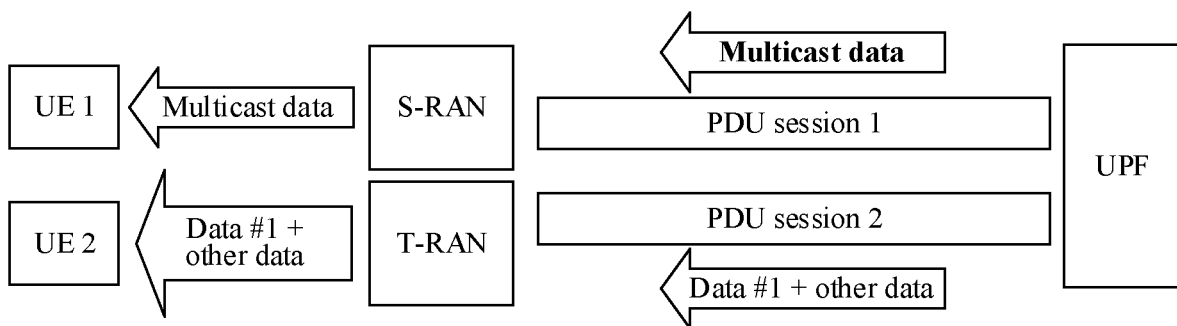 Multicast data
UE 1
Multicast data
S-RAN
PDU session 1
UPF
UE 2
Data #1 +
other data
T-RAN
PDU session 2
Data #1 + other data